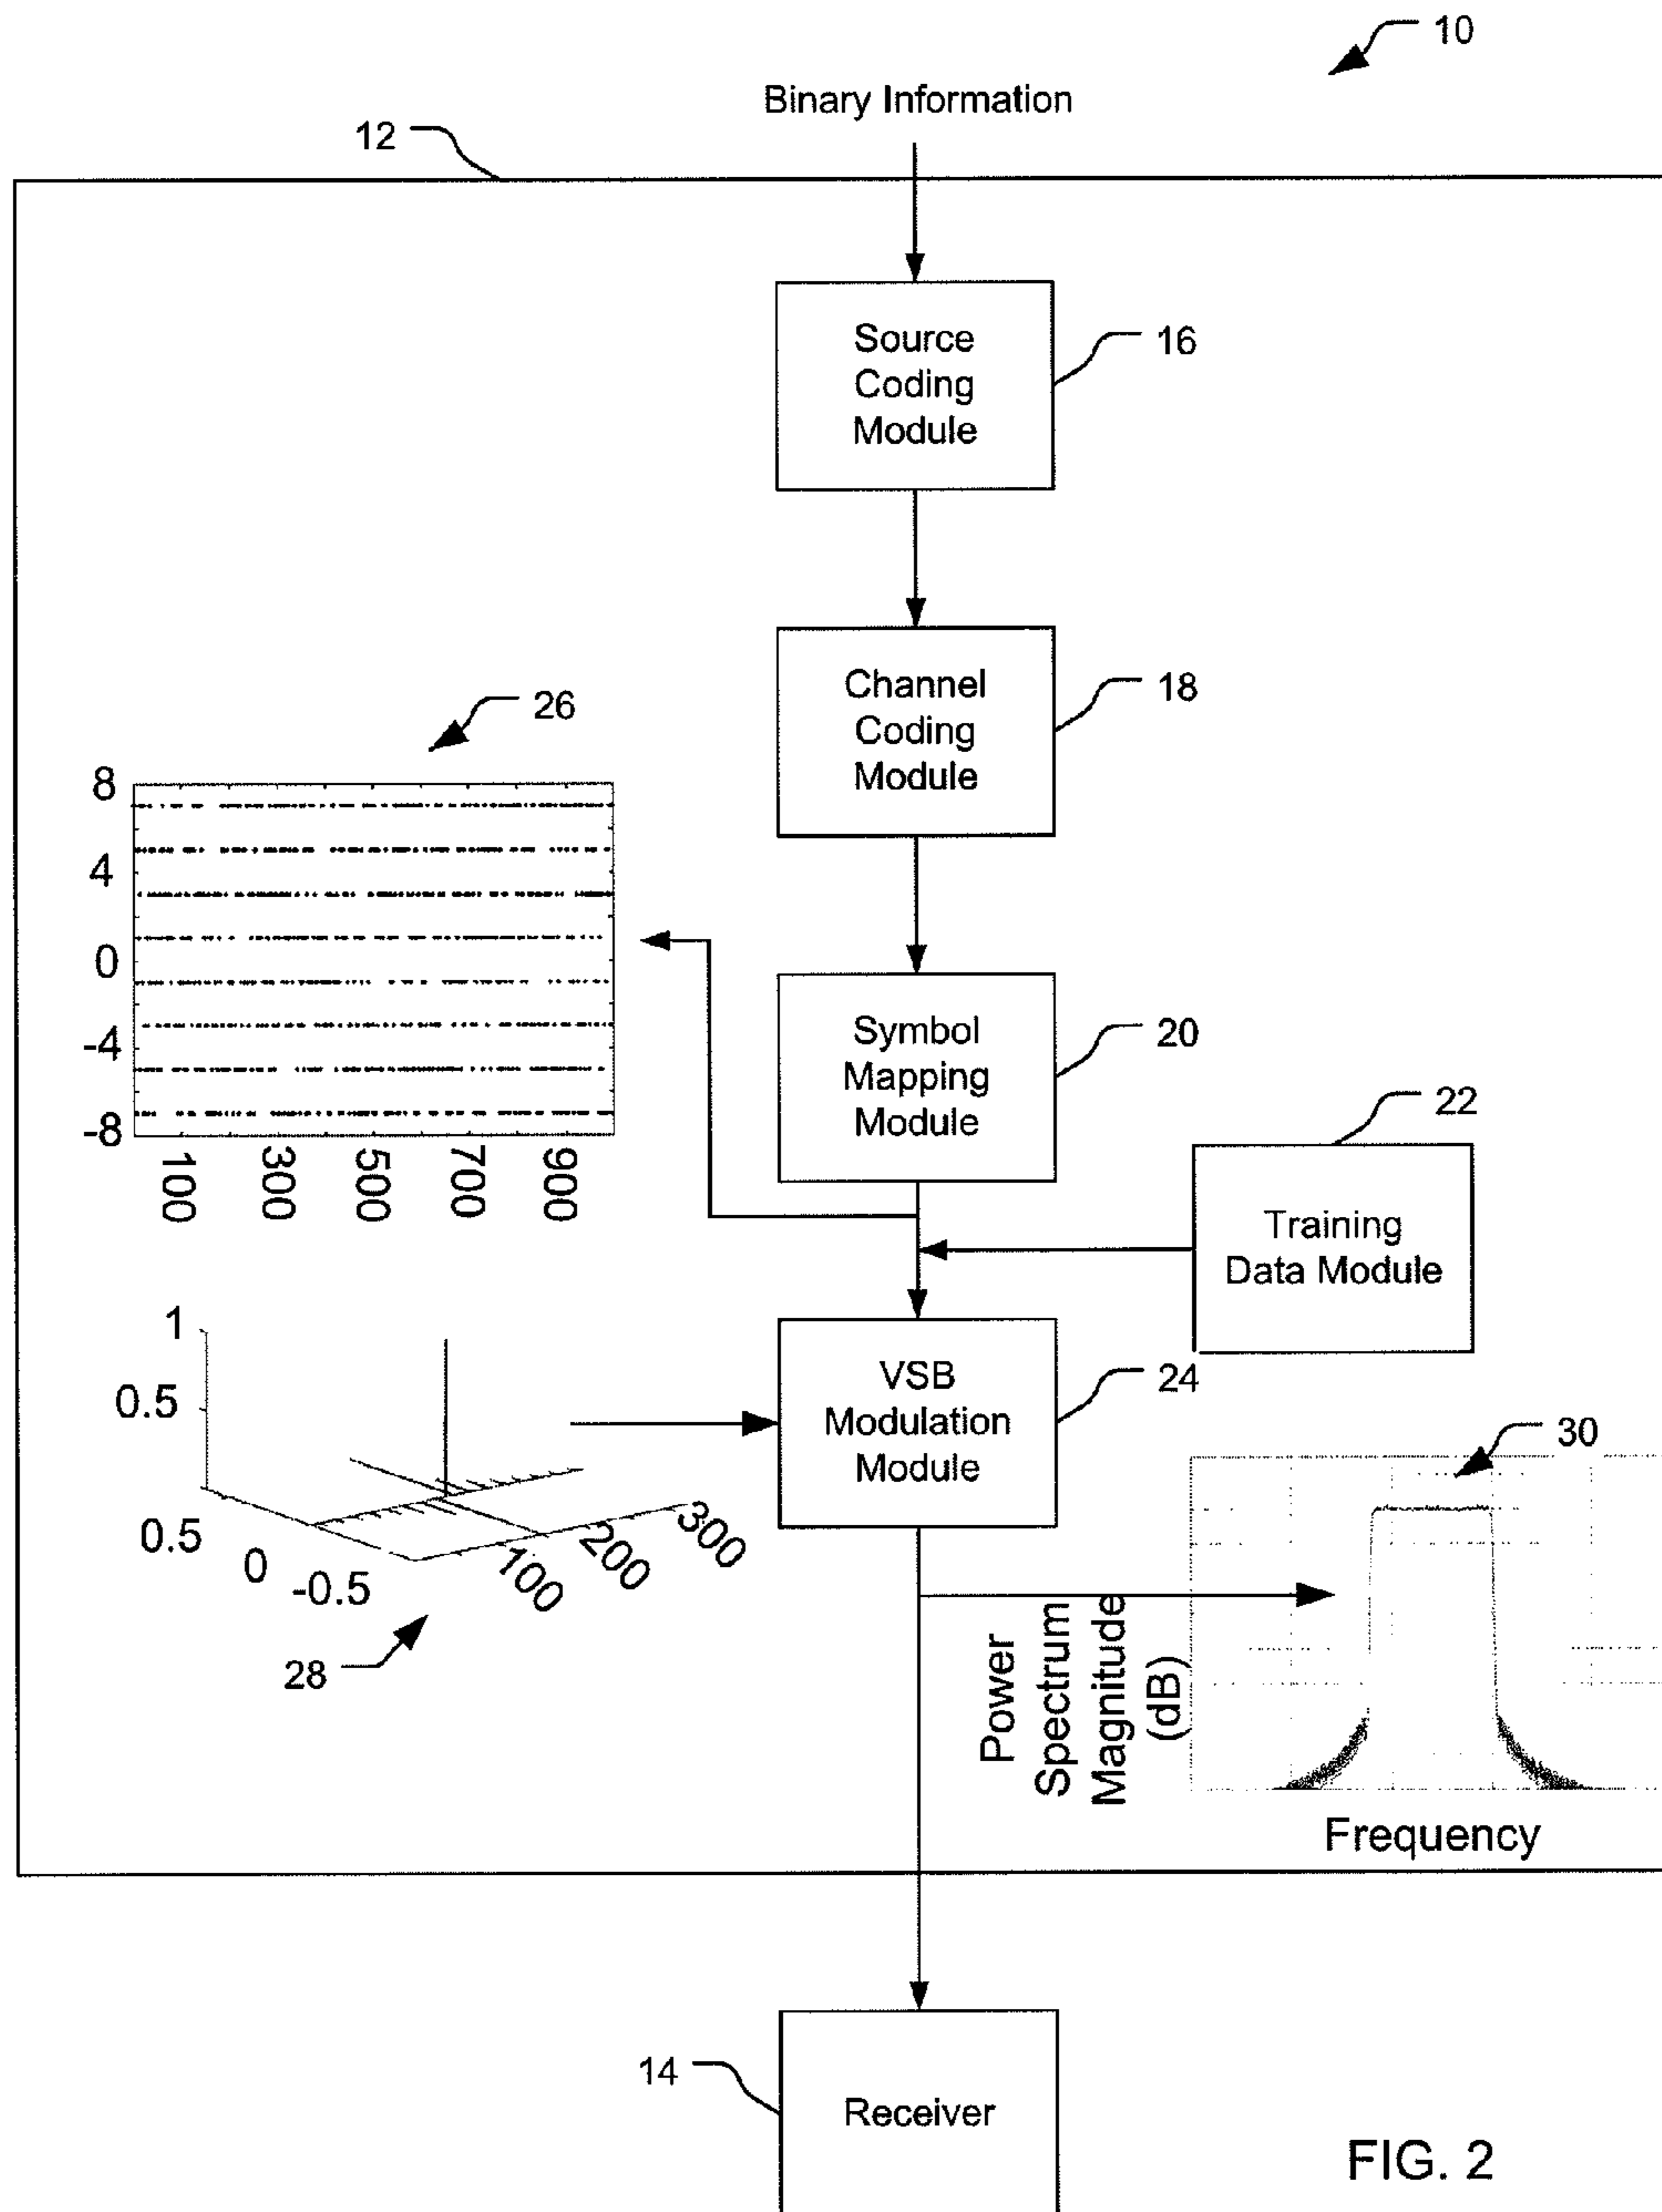 10
Binary Information
12
Source
Coding
Module
16
Channel
Coding
Module
18
26
8
4
0
-4
-8
100
300
500
700
900
Symbol
Mapping
Module
20
22
Training
Data Module
1
0.5
0.5
0
-0.5
100
200
300
28
VSB
Modulation
Module
24
30
Power
Spectrum
Magnitude
(dB)
Frequency
14
Receiver
FIG. 2